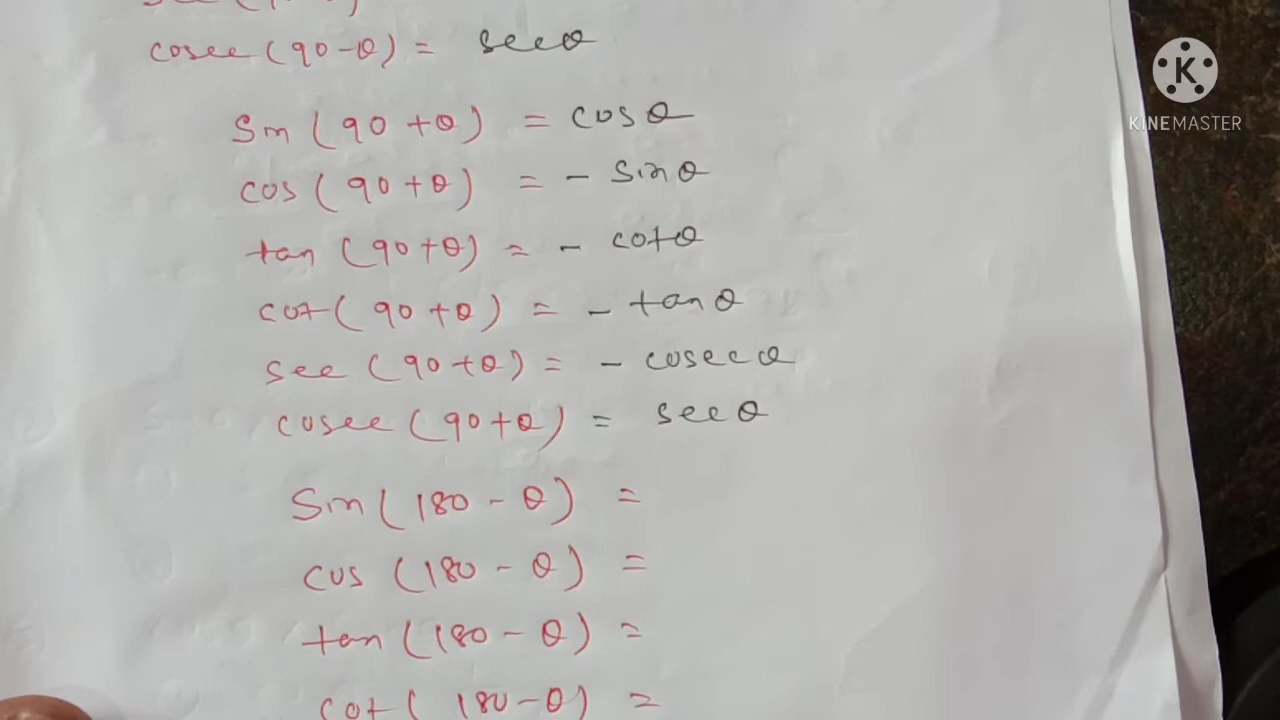 cosec (90-θ) = secθ
Sin (90+θ) = cosθ
cos (90+θ) = - sinθ
tan (90+θ) = - cotθ
cot (90+θ) = - tanθ
sec (90+θ) = - cosecθ
cosec (90+θ) = secθ
Sin (180-θ) =
cos (180-θ) =
tan (180-θ) =
cot (180-θ) =
KINEMASTER